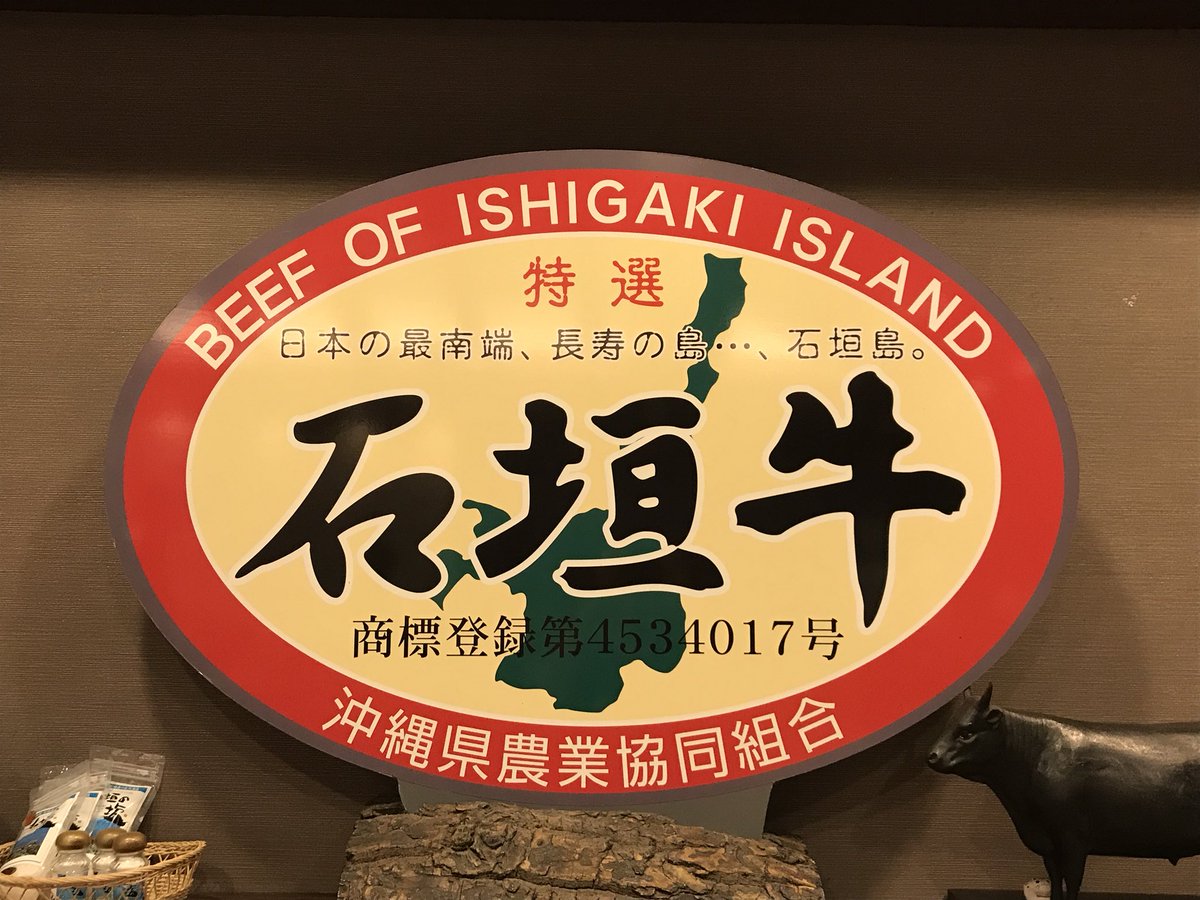 BEEF OF ISHIGAKI ISLAND
特選
日本の最南端、長寿の島…、石垣島。
石垣牛
商標登録第4534017号
沖縄県農業協同組合